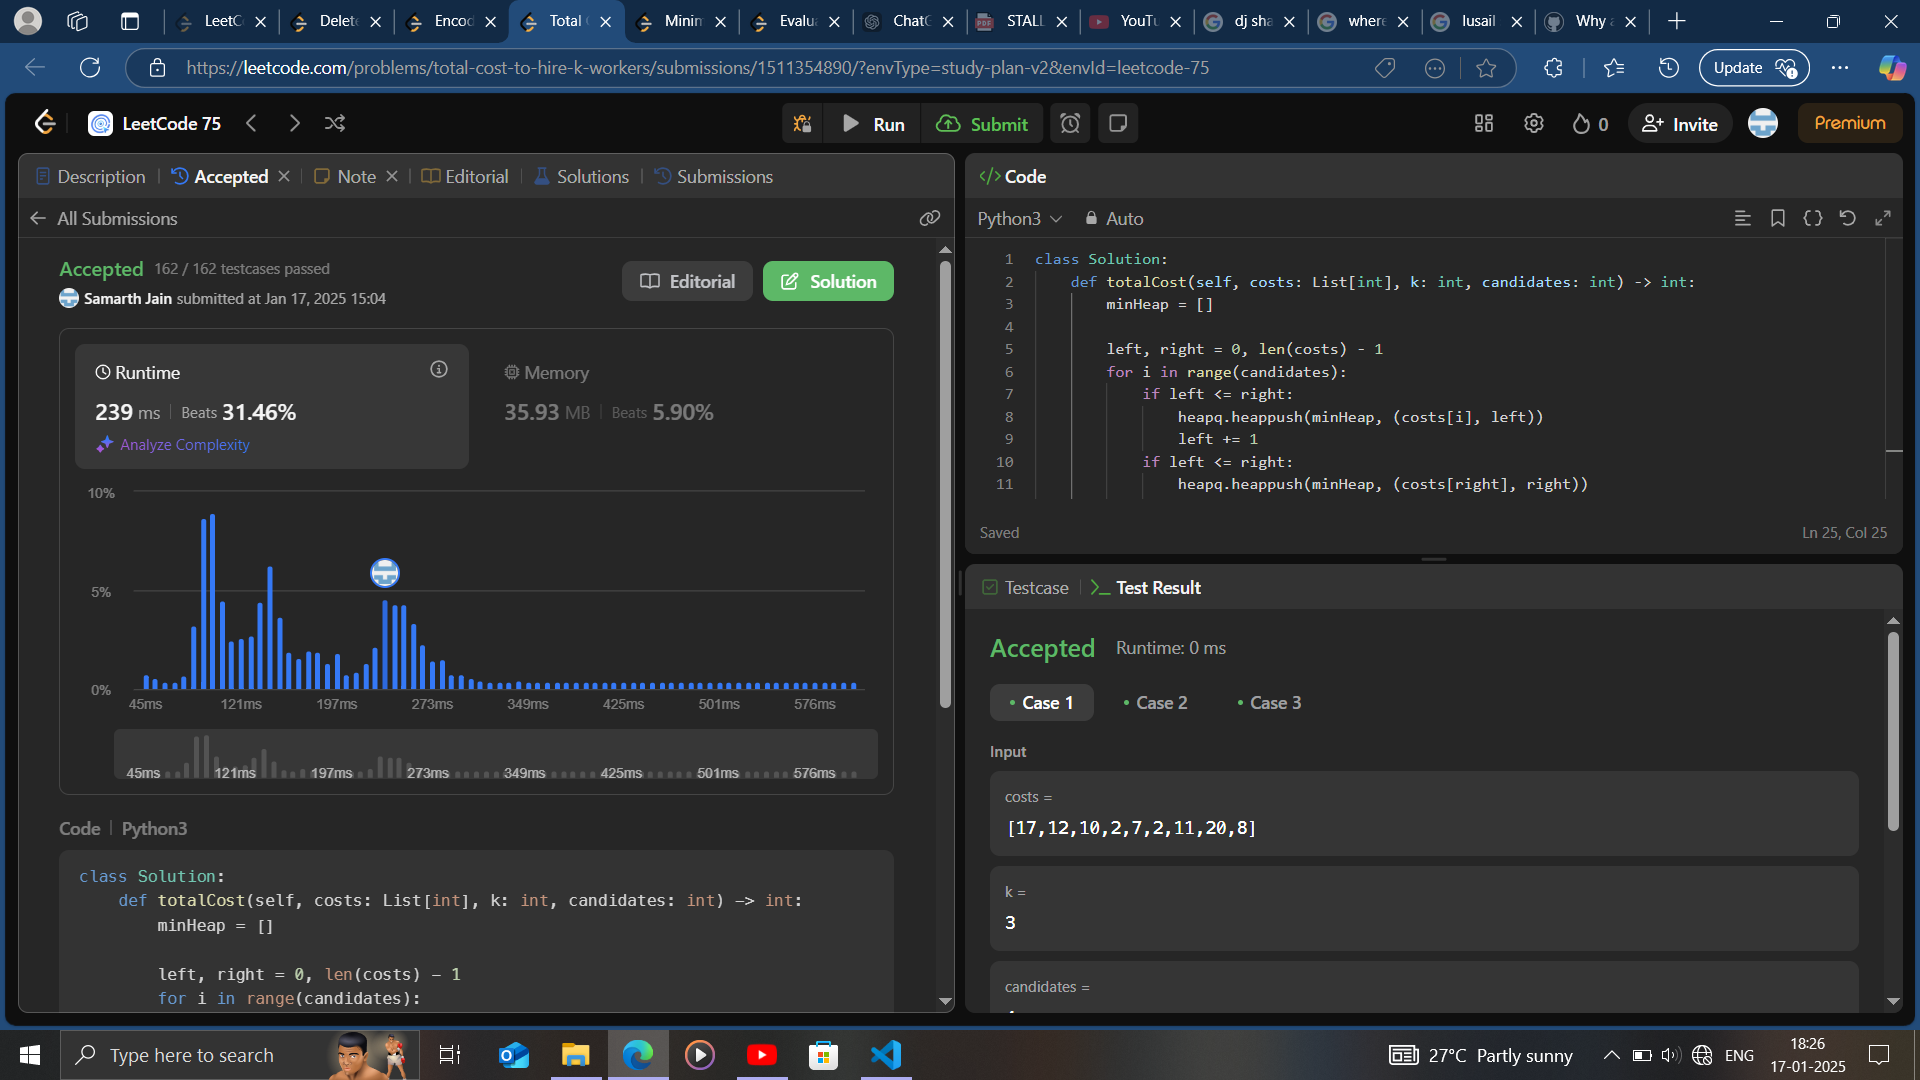 LeetC
Delete
Encod
Total
Minim
Evalua
ChatG
STALL
YouTu
dj sha
where
lusail
Why a
https://leetcode.com/problems/total-cost-to-hire-k-workers/submissions/1511354890/?envType=study-plan-v2&envId=leetcode-75
Update
LeetCode 75
Run
Submit
0
Invite
Premium
Description
Accepted
Note
Editorial
Solutions
Submissions
All Submissions
Accepted 162 / 162 testcases passed
Samarth Jain submitted at Jan 17, 2025 15:04
Editorial
Solution
Runtime
239 ms | Beats 31.46%
Analyze Complexity
Memory
35.93 MB | Beats 5.90%
10%
5%
0%
45ms 121ms 197ms 273ms 349ms 425ms 501ms 576ms
45ms 121ms 197ms 273ms 349ms 425ms 501ms 576ms
Code | Python3
class Solution:
def totalCost(self, costs: List[int], k: int, candidates: int) -> int:
minHeap = []
left, right = 0, len(costs) - 1
for i in range(candidates):
</> Code
Python3
Auto
1 class Solution:
2 def totalCost(self, costs: List[int], k: int, candidates: int) -> int:
3 minHeap = []
4
5 left, right = 0, len(costs) - 1
6 for i in range(candidates):
7 if left <= right:
8 heapq.heappush(minHeap, (costs[i], left))
9 left += 1
10 if left <= right:
11 heapq.heappush(minHeap, (costs[right], right))
Saved
Ln 25, Col 25
Testcase
Test Result
Accepted Runtime: 0 ms
Case 1
Case 2
Case 3
Input
costs =
[17,12,10,2,7,2,11,20,8]
k =
3
candidates =
Type here to search
27°C Partly sunny
ENG
18:26
17-01-2025